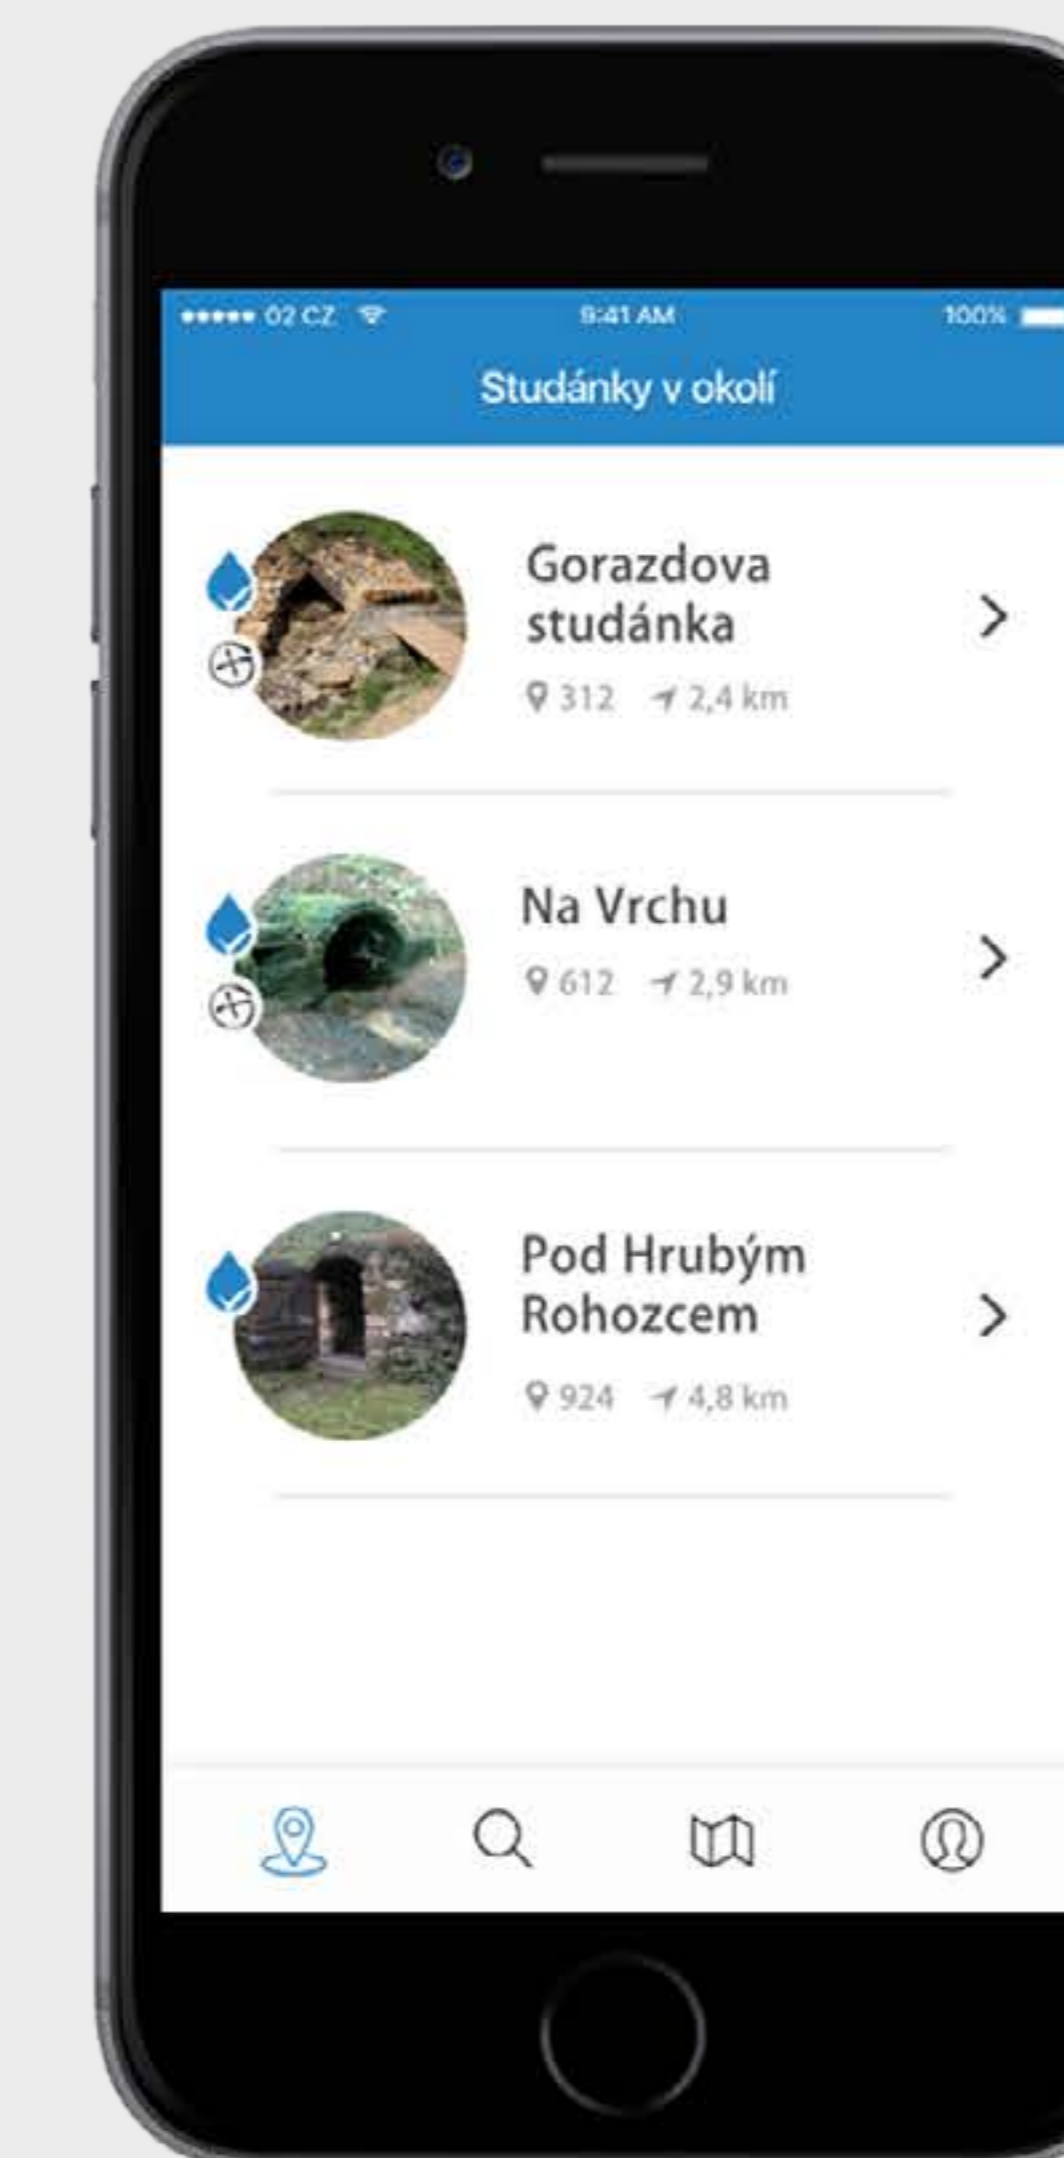 02 CZ 9:41 AM 100%
Studánky v okolí
Gorazdova
studánka
312 2,4 km
Na Vrchu
612 2,9 km
Pod Hrubým
Rohozcem
924 4,8 km